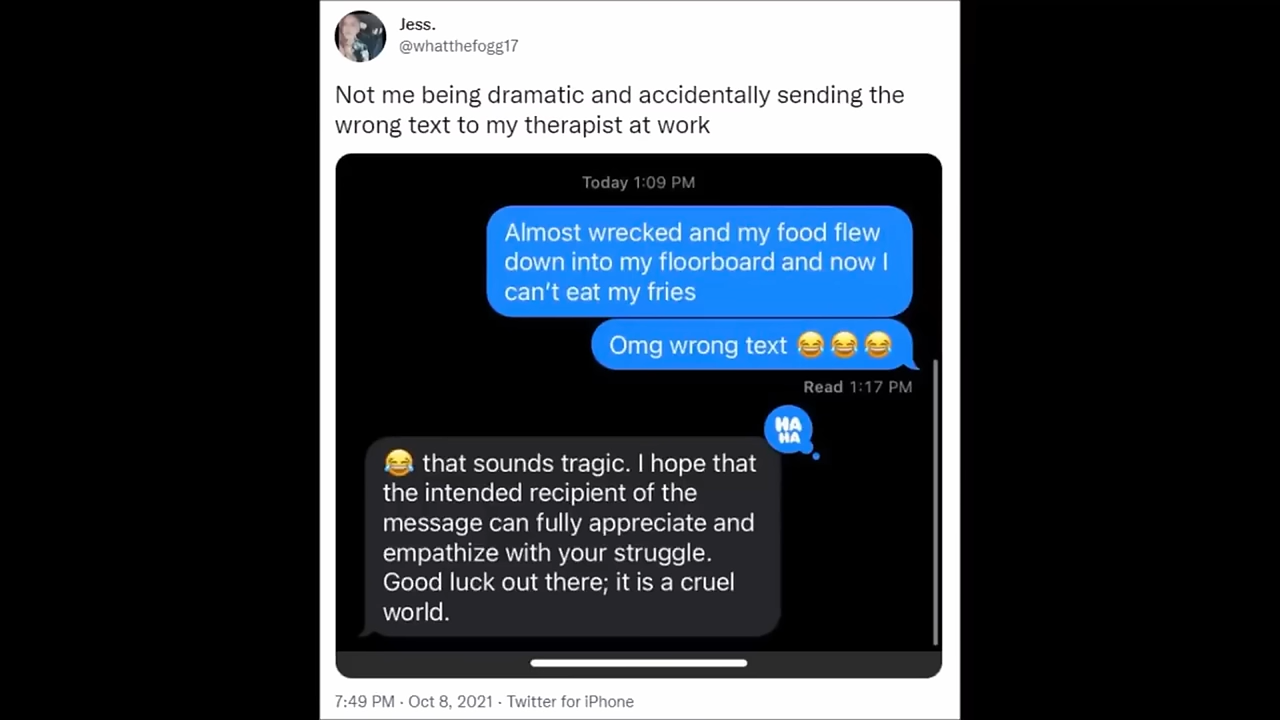 Jess.
@whatthefogg17
Not me being dramatic and accidentally sending the
wrong text to my therapist at work
Today 1:09 PM
Almost wrecked and my food flew
down into my floorboard and now I
can't eat my fries
Omg wrong text 😂 😂 😂
Read 1:17 PM
HA
HA
😂 that sounds tragic. I hope that
the intended recipient of the
message can fully appreciate and
empathize with your struggle.
Good luck out there; it is a cruel
world.
7:49 PM · Oct 8, 2021 · Twitter for iPhone